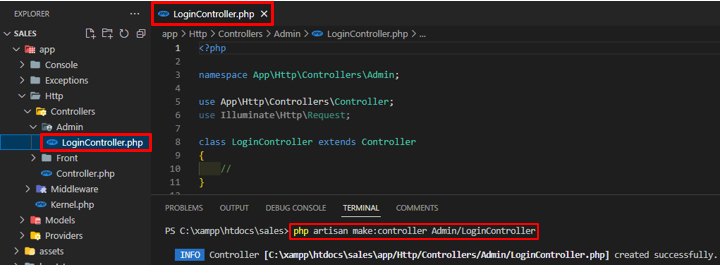 EXPLORER
SALES
app
Console
Exceptions
Http
Controllers
Admin
LoginController.php
Front
Controller.php
Middleware
Kernel.php
Models
Providers
assets
LoginController.php
app > Http > Controllers > Admin > LoginController.php > ...
1 <?php
2
3 namespace App\Http\Controllers\Admin;
4
5 use App\Http\Controllers\Controller;
6 use Illuminate\Http\Request;
7
8 class LoginController extends Controller
9 {
10 //
11 }
PROBLEMS OUTPUT DEBUG CONSOLE TERMINAL COMMENTS
PS C:\xampp\htdocs\sales> php artisan make:controller Admin/LoginController
INFO Controller [C:\xampp\htdocs\sales\app/Http/Controllers/Admin/LoginController.php] created successfully.